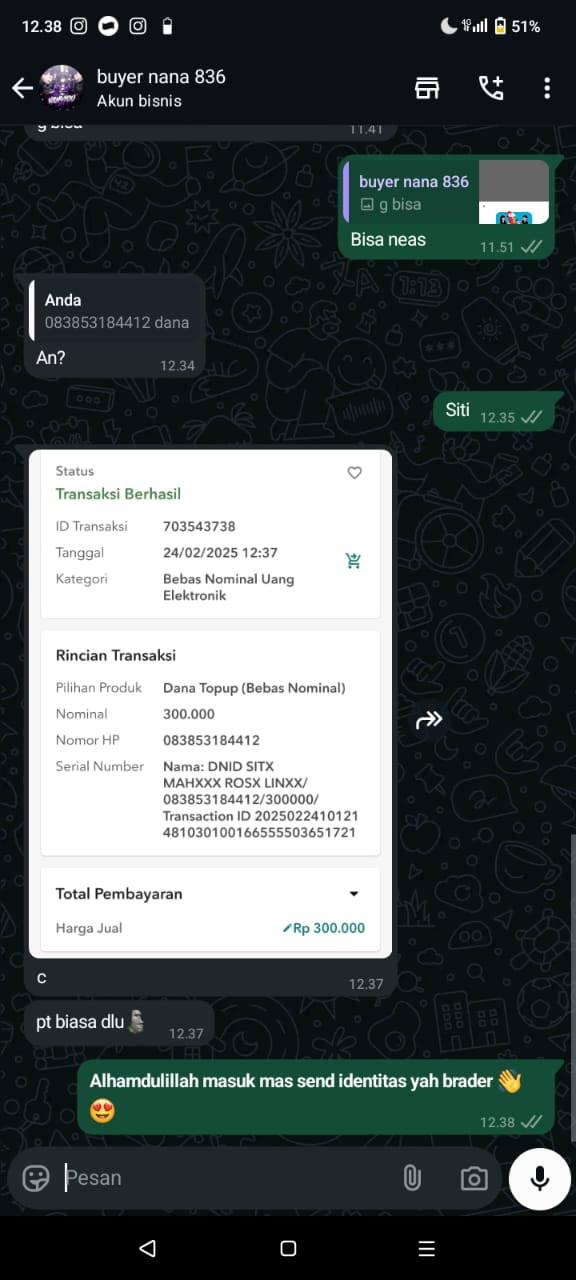 12.38
4G
51%
buyer nana 836
Akun bisnis
g bisa
11.41
buyer nana 836
g bisa
Bisa neas
11.51
Anda
083853184412 dana
An?
12.34
Siti
12.35
Status
Transaksi Berhasil
ID Transaksi 703543738
Tanggal 24/02/2025 12:37
Kategori Bebas Nominal Uang
Elektronik
Rincian Transaksi
Pilihan Produk Dana Topup (Bebas Nominal)
Nominal 300.000
Nomor HP 083853184412
Serial Number Nama: DNID SITX
MAHXXX ROSX LINXX/
083853184412/300000/
Transaction ID 2025022410121
481030100166555503651721
Total Pembayaran
Harga Jual Rp 300.000
c
12.37
pt biasa dlu🗿
12.37
Alhamdulillah masuk mas send identitas yah brader 👋
😍
12.38
Pesan